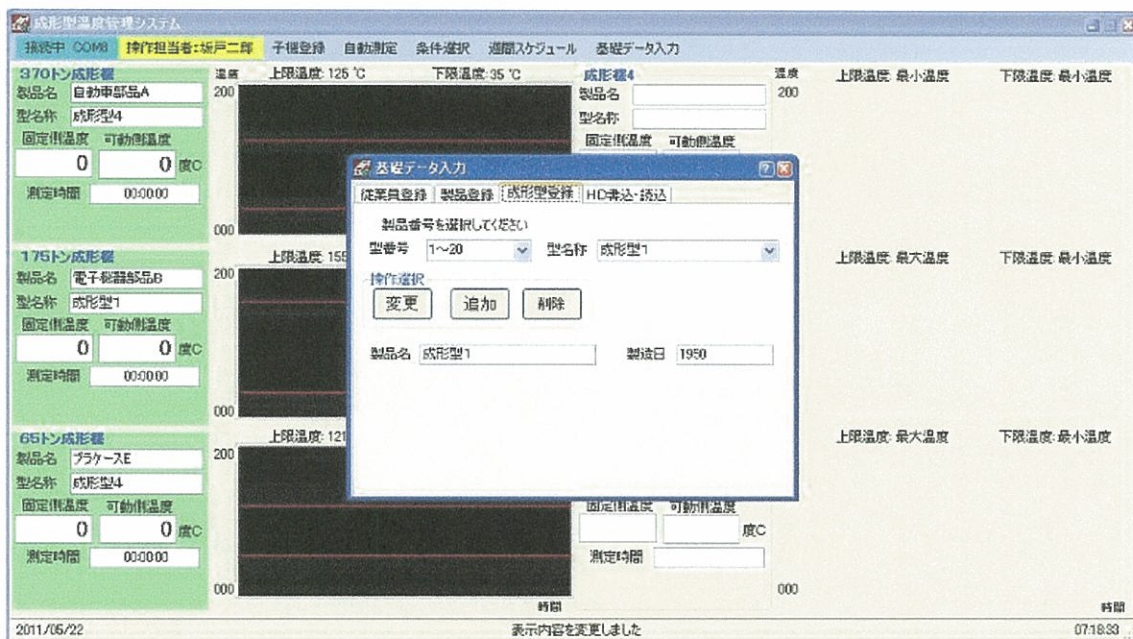 成形型温度管理システム
接続中 COM8 操作担当者:坂戸二郎 子機登録 自動測定 条件選択 週間スケジュール 基礎データ入力
370トン成形機
製品名 自動車部品A
型名称 成形型4
固定側温度 可動側温度
0 0 度C
測定時間 00:00:00
温度 上限温度: 125 ℃ 下限温度: 35 ℃
200
000
成形機4
製品名
型名称
固定側温度 可動側温度
温度 上限温度: 最小温度 下限温度: 最小温度
200
175トン成形機
製品名 電子機器部品B
型名称 成形型1
固定側温度 可動側温度
0 0 度C
測定時間 00:00:00
上限温度: 155
200
000
上限温度: 最大温度 下限温度: 最小温度
65トン成形機
製品名 プラケースE
型名称 成形型4
固定側温度 可動側温度
0 0 度C
測定時間 00:00:00
上限温度: 121
200
000
時間
固定側温度 可動側温度
度C
測定時間
上限温度: 最大温度 下限温度: 最小温度
000
時間
基礎データ入力
従業員登録 製品登録 成形型登録 HD書込・読込
製品番号を選択してください
型番号 1～20 型名称 成形型1
操作選択
変更 追加 削除
製品名 成形型1 製造日 1950
2011/05/22 表示内容を変更しました 07:18:33